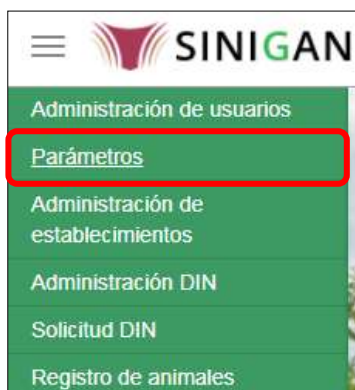 SINIGAN
Administración de usuarios
Parámetros
Administración de
establecimientos
Administración DIN
Solicitud DIN
Registro de animales